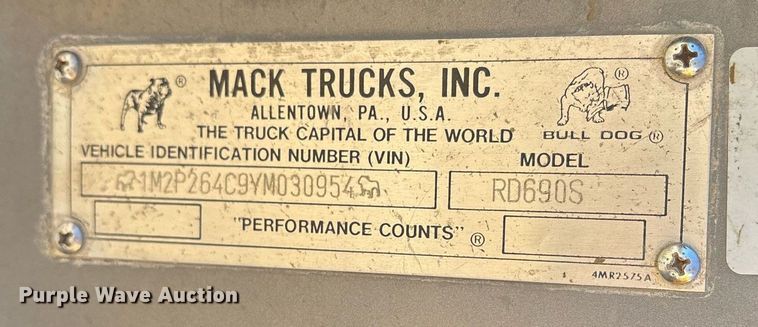 MACK TRUCKS, INC.
ALLENTOWN, PA., U.S.A.
THE TRUCK CAPITAL OF THE WORLD
®
®
BULL DOG ®
VEHICLE IDENTIFICATION NUMBER (VIN)
MODEL
1M2P264C9YM030954
RD690S
"PERFORMANCE COUNTS" ®
4MR2575A
Purple Wave Auction